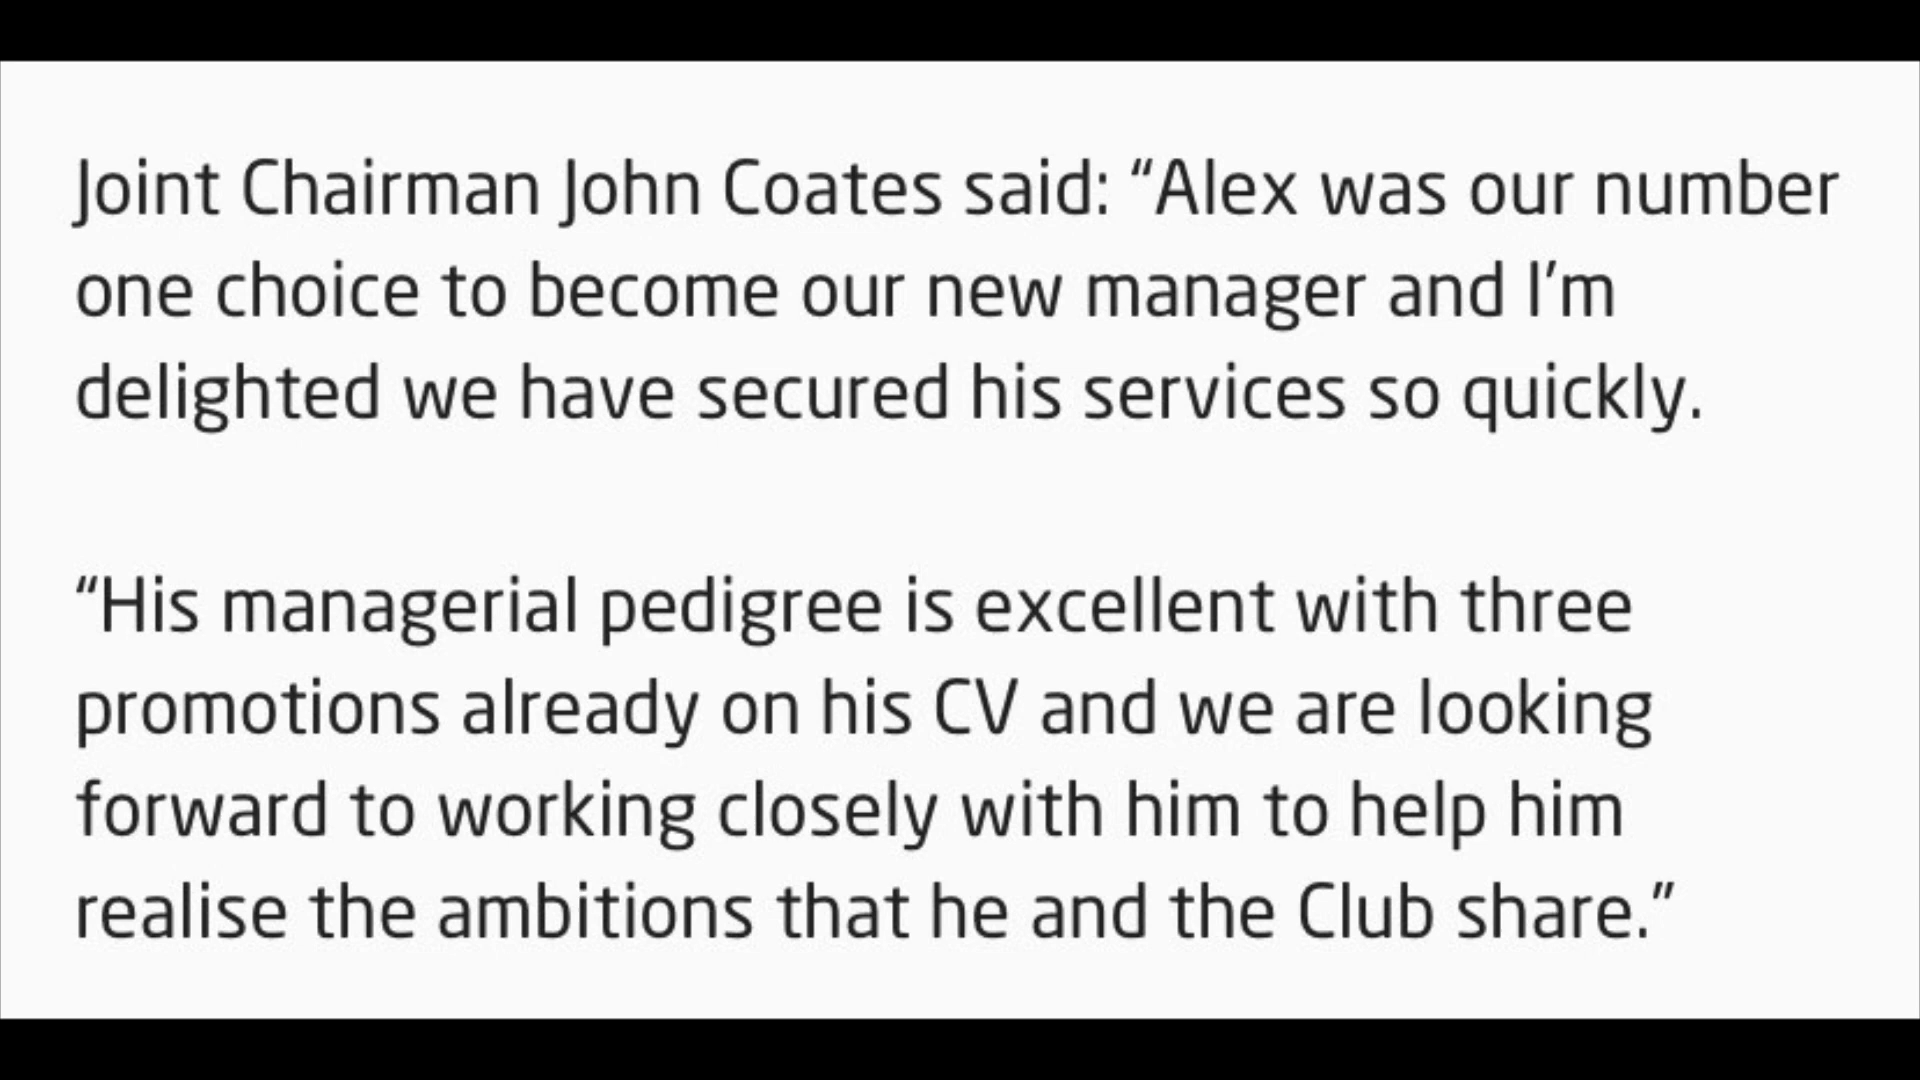 Joint Chairman John Coates said: “Alex was our number
one choice to become our new manager and I’m
delighted we have secured his services so quickly.
“His managerial pedigree is excellent with three
promotions already on his CV and we are looking
forward to working closely with him to help him
realise the ambitions that he and the Club share.”